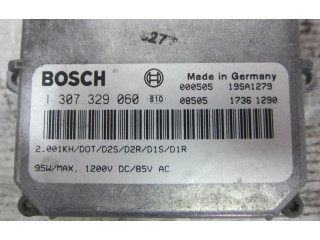 277
BOSCH Made in Germany
1 307 329 060 810 000505 19SA1279
08505 1736 1290
2.001KH/DOT/D2S/D2R/D1S/D1R
95W/MAX. 1200V DC/85V AC